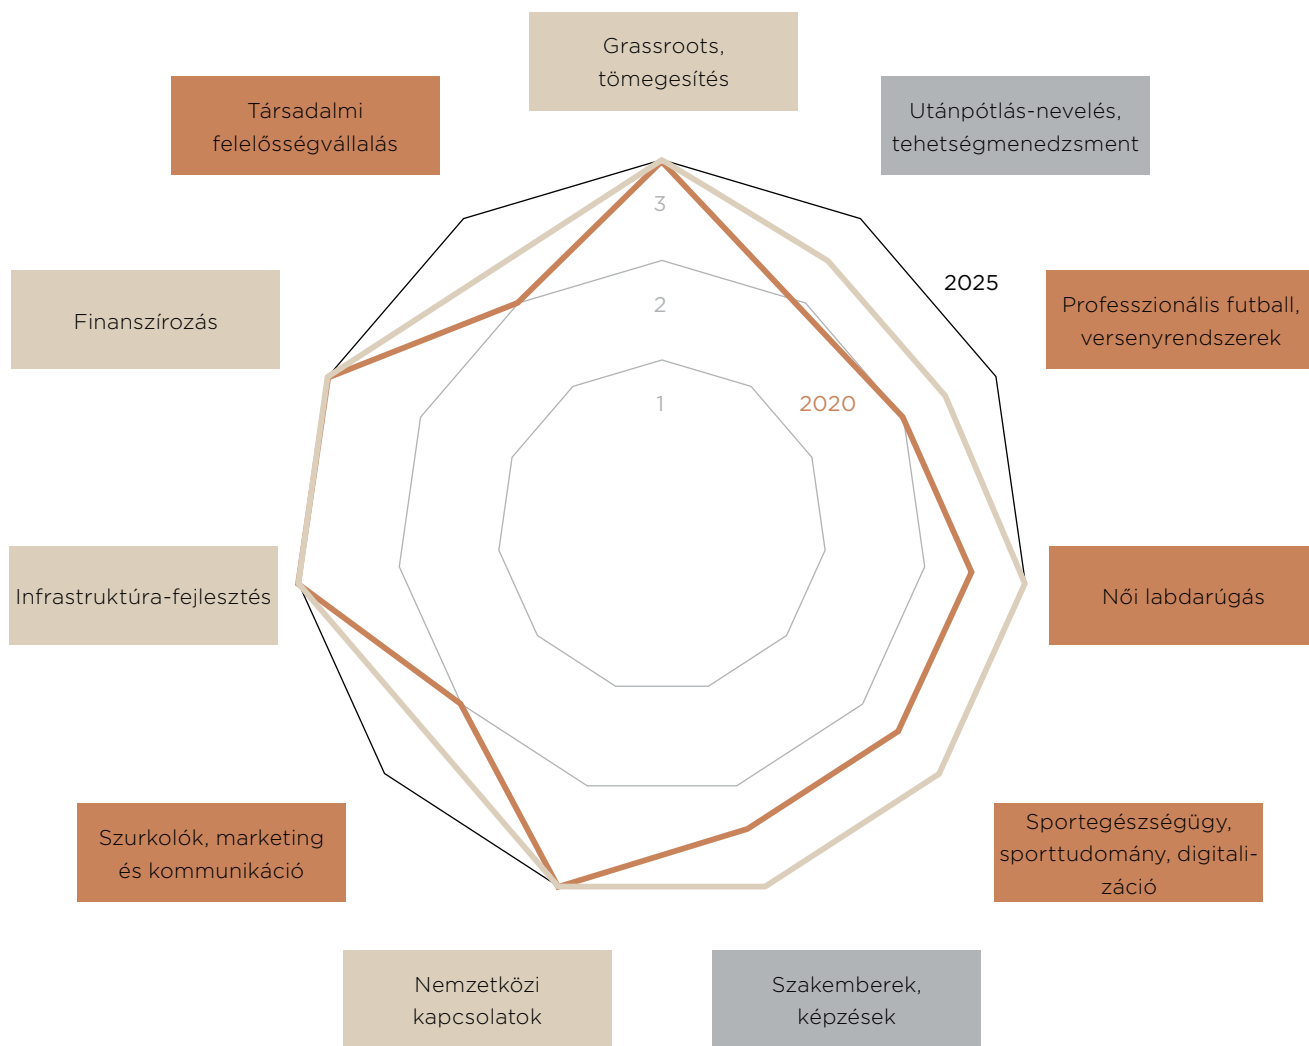 Grassroots,
tömegesítés
Társadalmi
felelősségvállalás
Utánpótlás-nevelés,
tehetségmenedzsment
3
2025
Finanszírozás
Professzionális futball,
versenyrendszerek
2
1
2020
Infrastruktúra-fejlesztés
Női labdarúgás
Szurkolók, marketing
és kommunikáció
Sportegészségügy,
sporttudomány, digitali-
záció
Nemzetközi
kapcsolatok
Szakemberek,
képzések